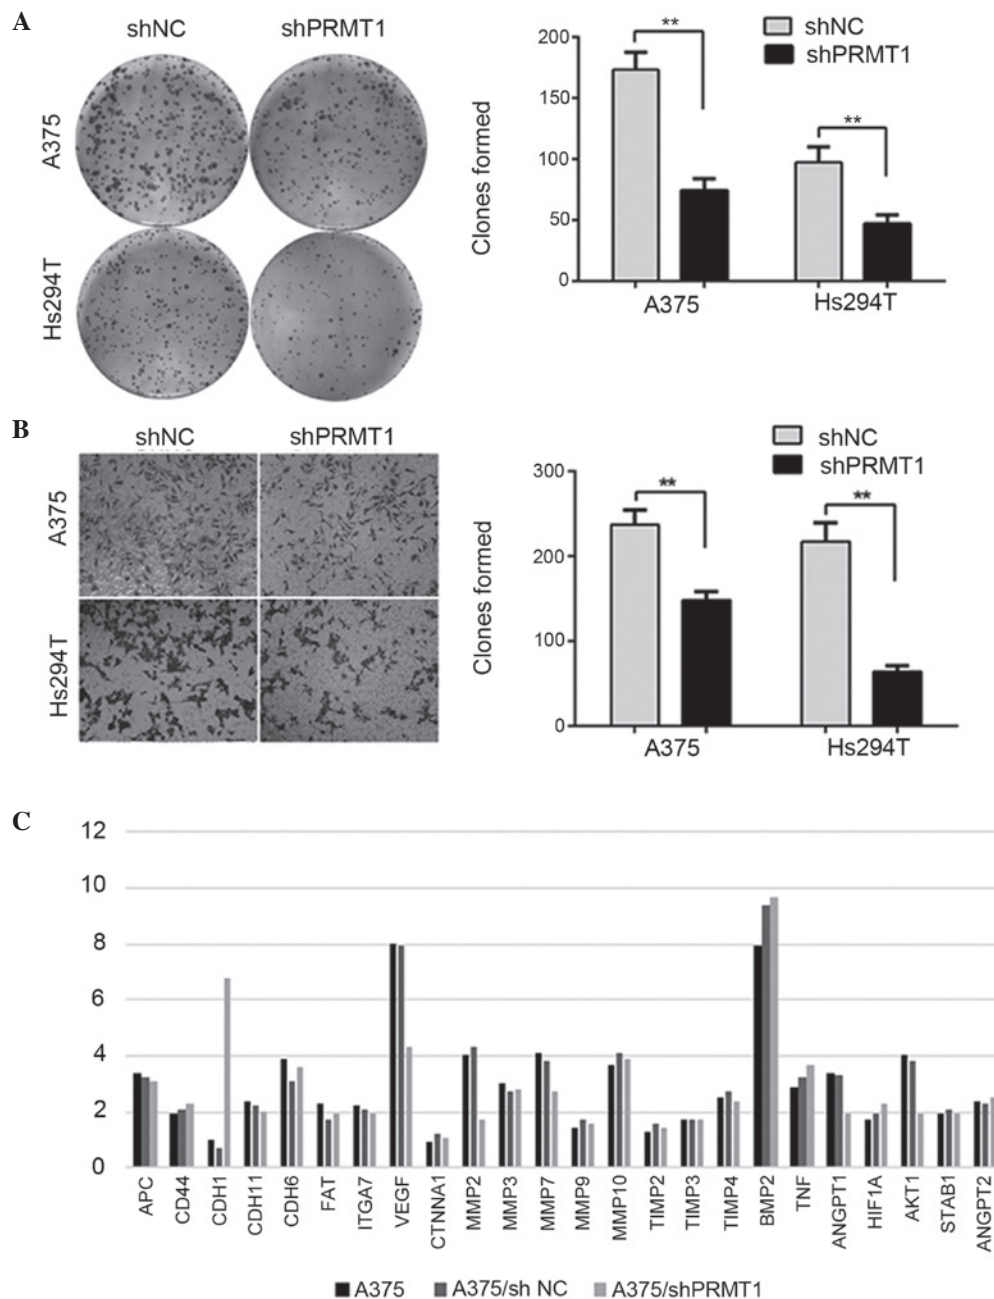 A
shNC shPRMT1
A375
Hs294T
Clones formed
200
150
100
50
0
**
**
shNC
shPRMT1
A375 Hs294T
B
shNC shPRMT1
A375
Hs294T
Clones formed
300
200
100
0
**
**
shNC
shPRMT1
A375 Hs294T
C
12
10
8
6
4
2
0
APC CD44 CDH1 CDH11 CDH6 FAT ITGA7 VEGF CTNNA1 MMP2 MMP3 MMP7 MMP9 MMP10 TIMP2 TIMP3 TIMP4 BMP2 TNF ANGPT1 HIF1A AKT1 STAB1 ANGPT2
A375 A375/sh NC A375/shPRMT1